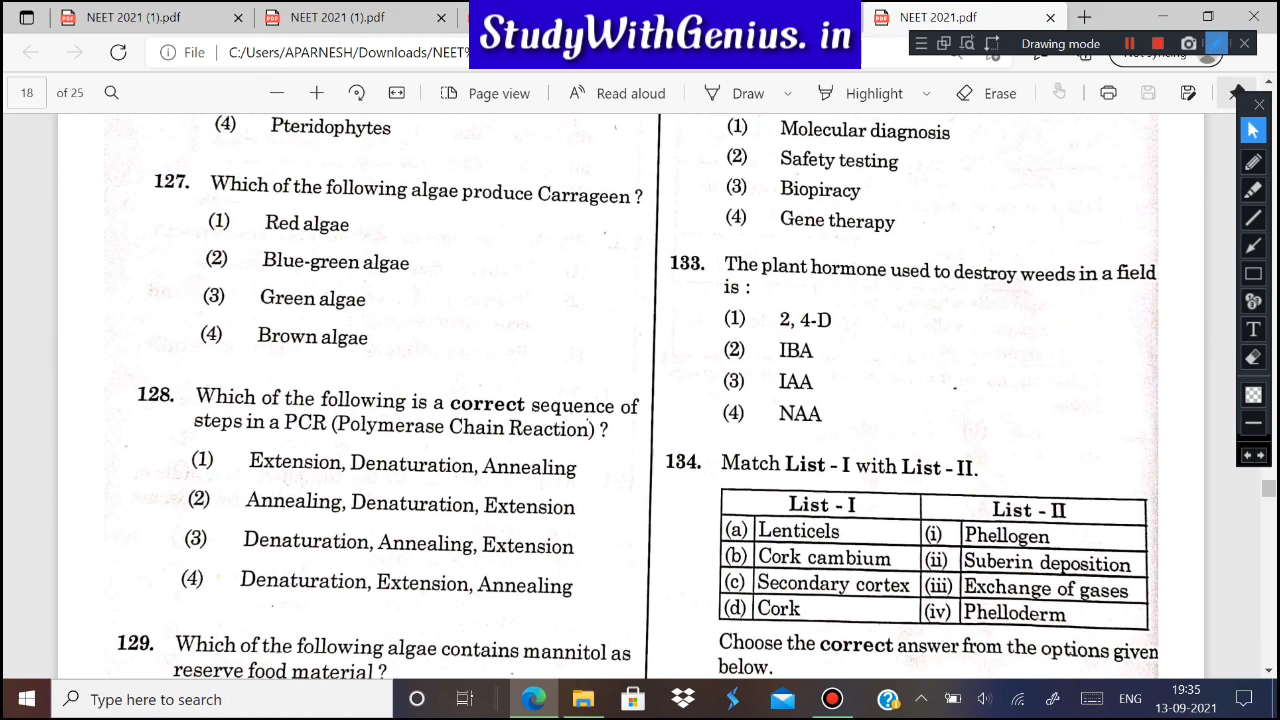 NEET 2021 (1).pdf
NEET 2021 (1).pdf
StudyWithGenius. in
NEET 2021.pdf
File C:/Users/APARNESH/Downloads/NEET%
Drawing mode
18 of 25
Page view
Read aloud
Draw
Highlight
Erase
(4) Pteridophytes
127. Which of the following algae produce Carrageen ?
(1) Red algae
(2) Blue-green algae
(3) Green algae
(4) Brown algae
128. Which of the following is a correct sequence of
steps in a PCR (Polymerase Chain Reaction) ?
(1) Extension, Denaturation, Annealing
(2) Annealing, Denaturation, Extension
(3) Denaturation, Annealing, Extension
(4) Denaturation, Extension, Annealing
129. Which of the following algae contains mannitol as
reserve food material ?
(1) Molecular diagnosis
(2) Safety testing
(3) Biopiracy
(4) Gene therapy
133. The plant hormone used to destroy weeds in a field
is :
(1) 2, 4-D
(2) IBA
(3) IAA
(4) NAA
134. Match List - I with List - II.
List - I List - II
(a) Lenticels (i) Phellogen
(b) Cork cambium (ii) Suberin deposition
(c) Secondary cortex (iii) Exchange of gases
(d) Cork (iv) Phelloderm
Choose the correct answer from the options given
below.
Type here to search
ENG
19:35
13-09-2021